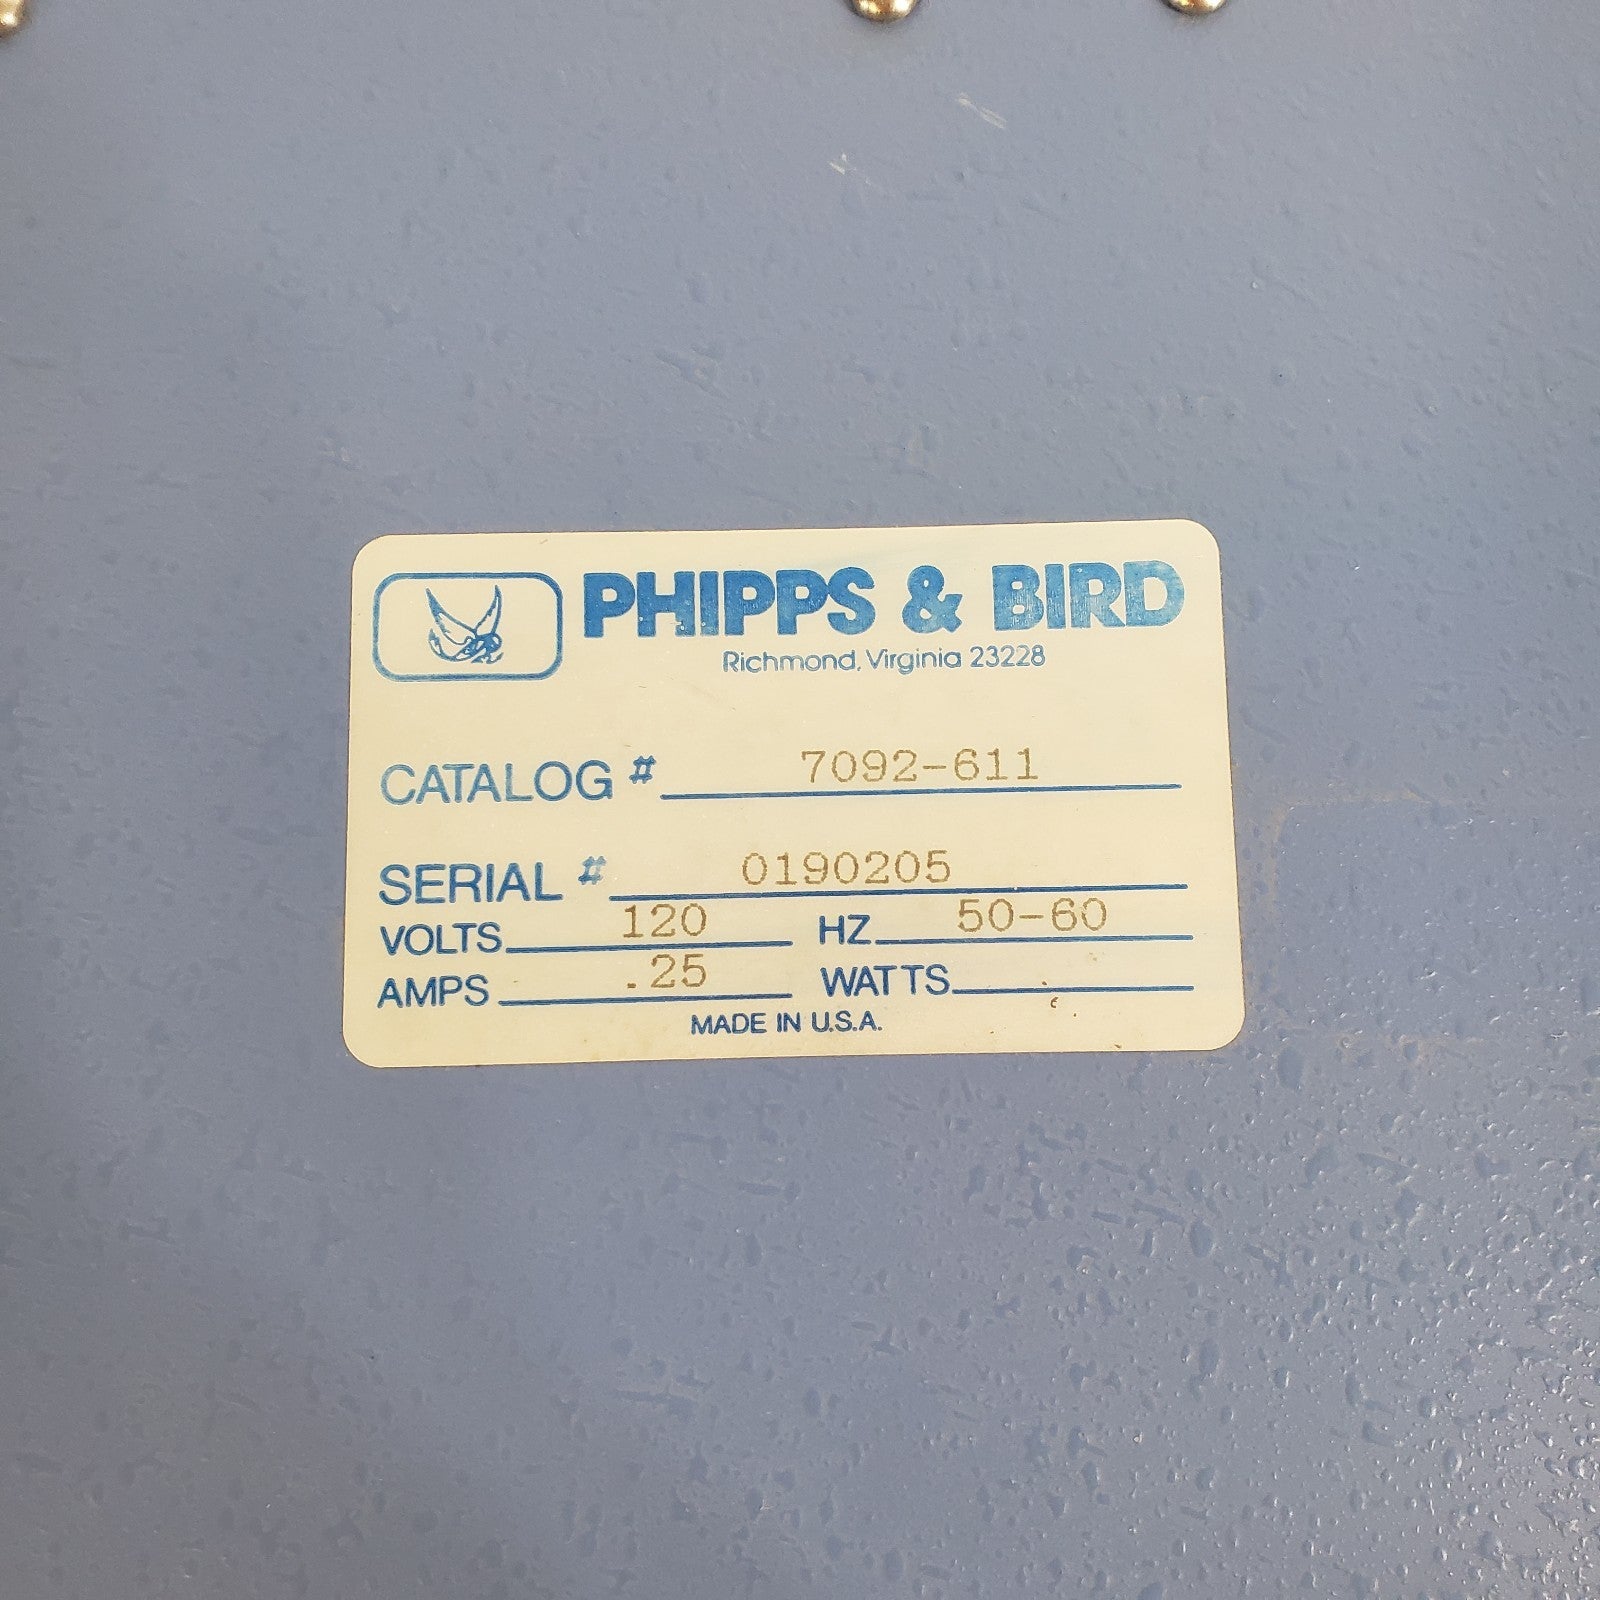 PHIPPS & BIRD
Richmond, Virginia 23228
CATALOG # 7092-611
SERIAL # 0190205
VOLTS 120 HZ 50-60
AMPS .25 WATTS
MADE IN U.S.A.